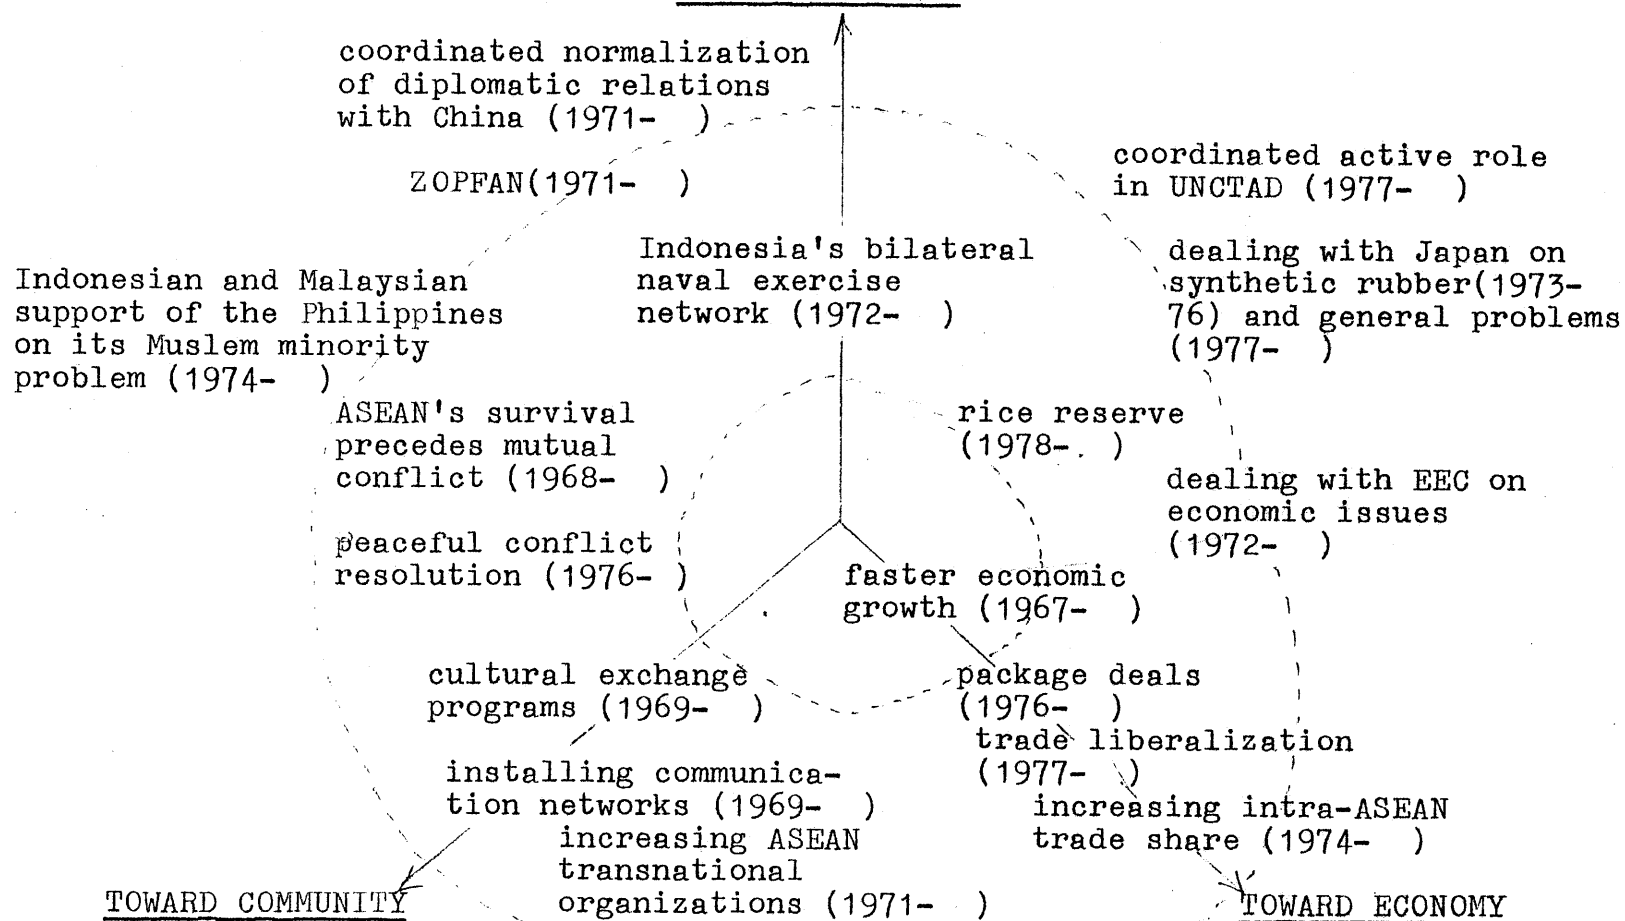 coordinated normalization
of diplomatic relations
with China (1971-  )
ZOPFAN(1971-  )
coordinated active role
in UNCTAD (1977-  )
Indonesia's bilateral
naval exercise
network (1972-  )
dealing with Japan on
synthetic rubber(1973-
76) and general problems
(1977-  )
Indonesian and Malaysian
support of the Philippines
on its Muslem minority
problem (1974-  )
ASEAN's survival
precedes mutual
conflict (1968-  )
rice reserve
(1978-  )
dealing with EEC on
economic issues
(1972-  )
peaceful conflict
resolution (1976-  )
faster economic
growth (1967-  )
cultural exchange
programs (1969-  )
package deals
(1976-  )
trade liberalization
(1977-  )
installing communica-
tion networks (1969-  )
increasing intra-ASEAN
trade share (1974-  )
increasing ASEAN
transnational
organizations (1971-  )
TOWARD COMMUNITY
TOWARD ECONOMY